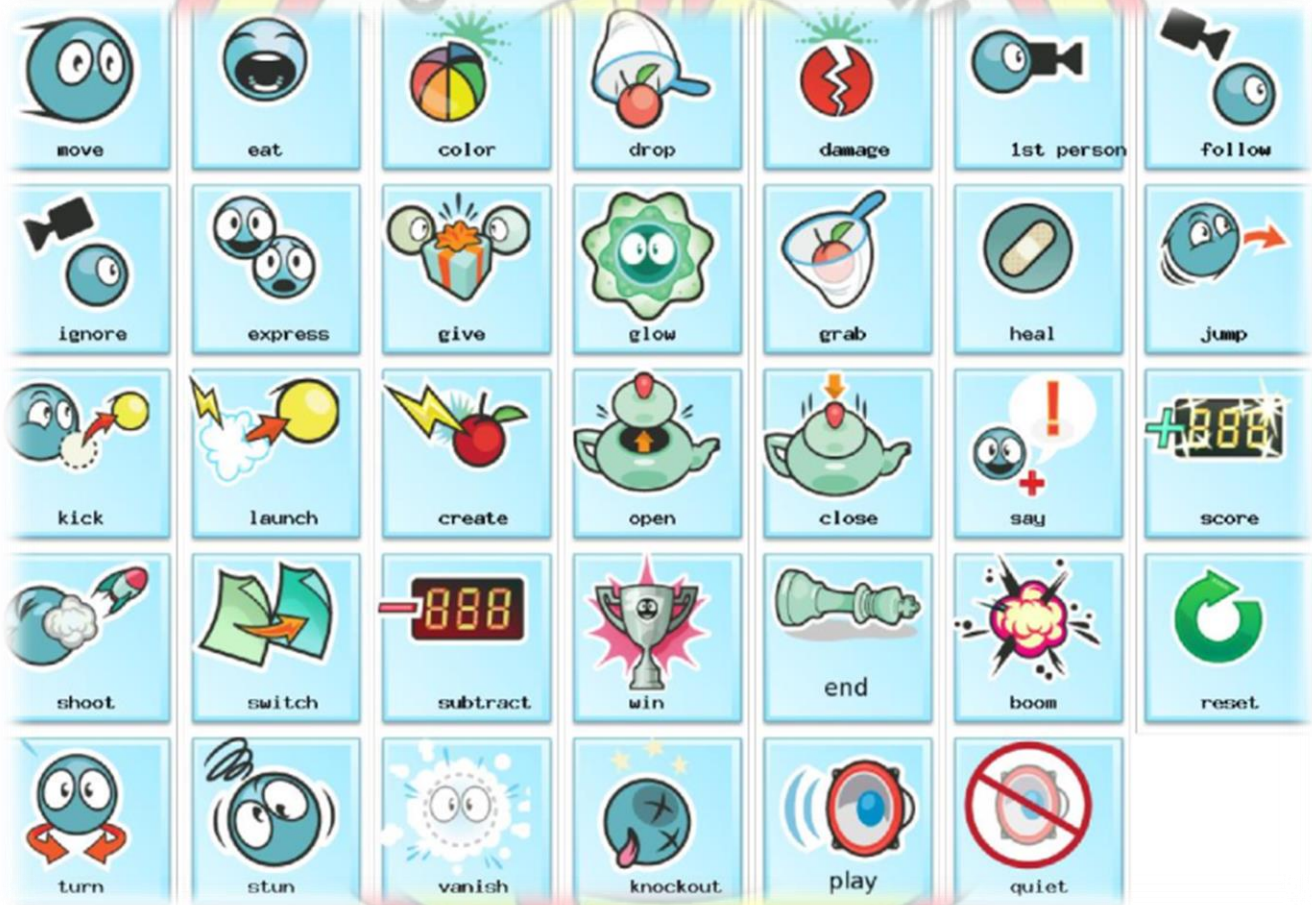 move eat color drop damage 1st person follow
ignore express give glow grab heal jump
kick launch create open close say score
shoot switch subtract win end boom reset
turn stun vanish knockout play quiet